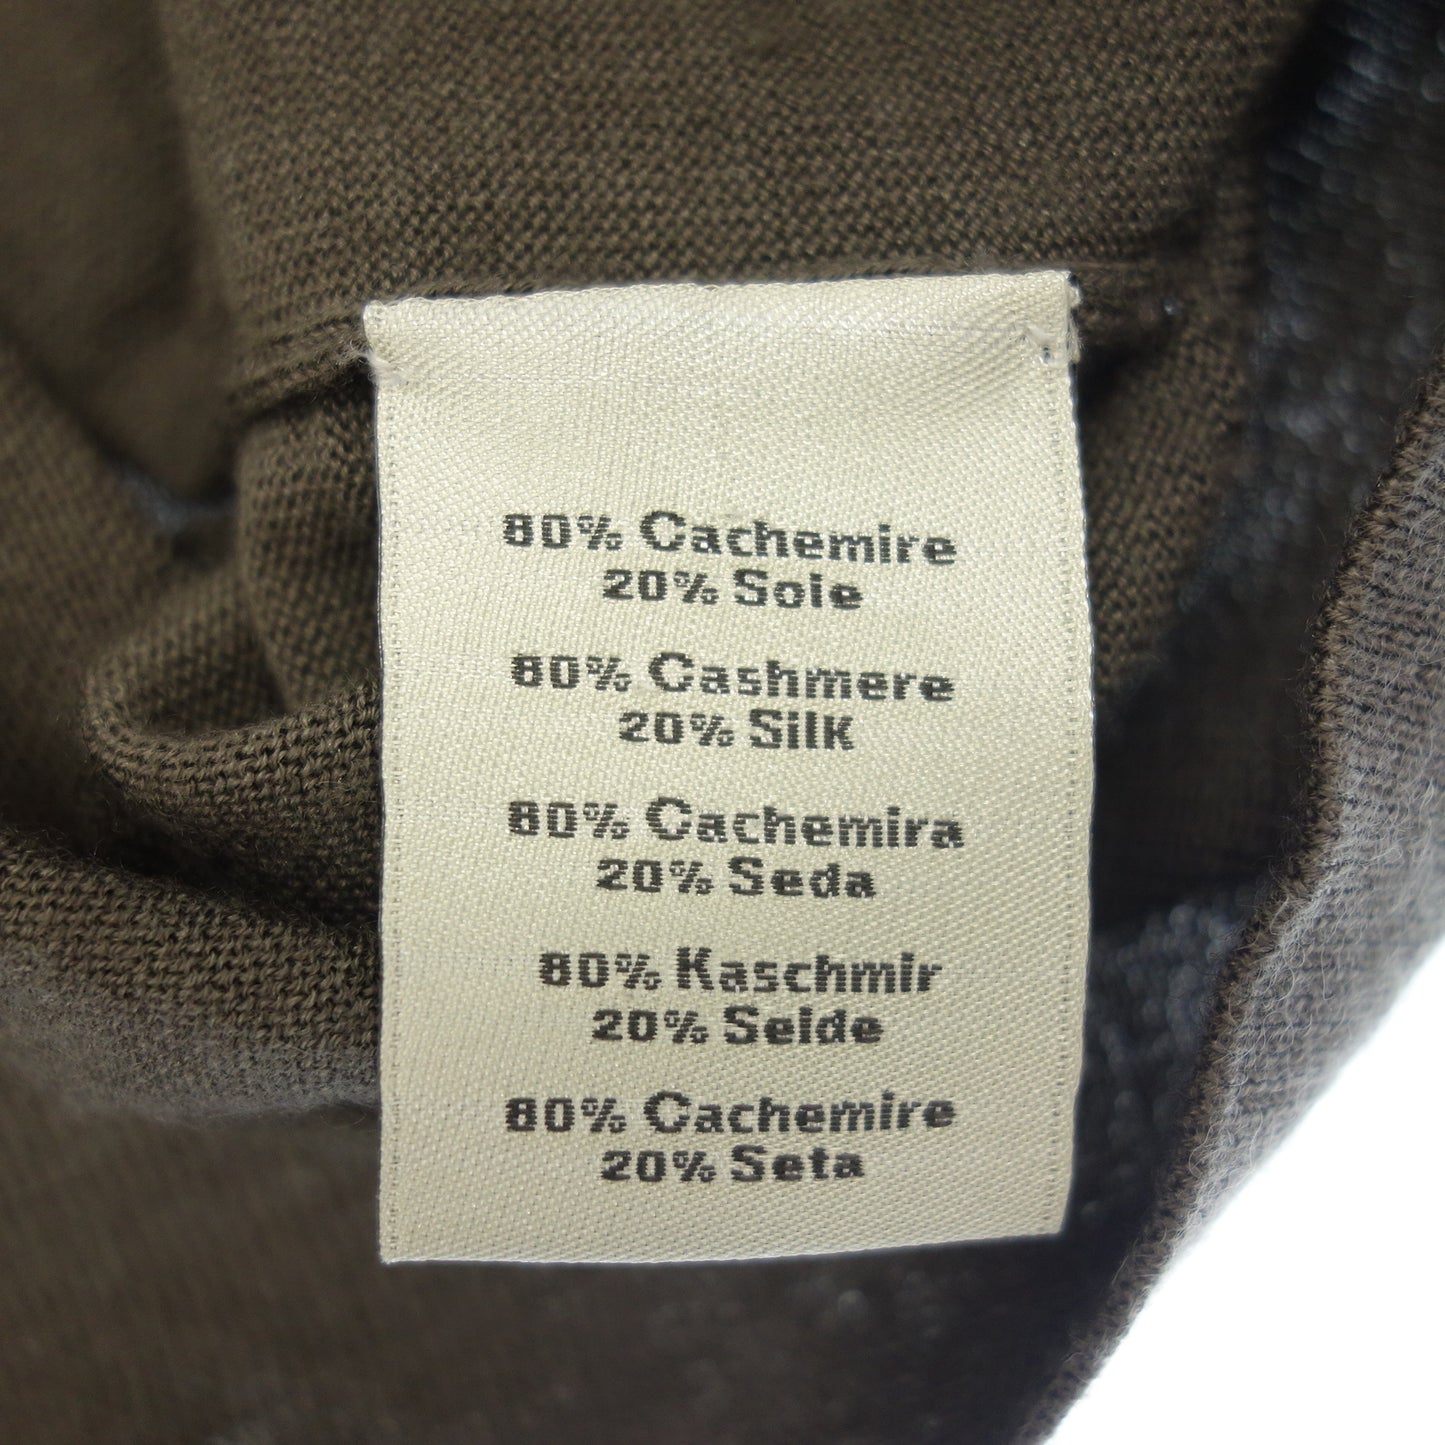 80% Cachemire
20% Soie
80% Cashmere
20% Silk
80% Cachemira
20% Seda
80% Kaschmir
20% Seide
80% Cachemire
20% Seta